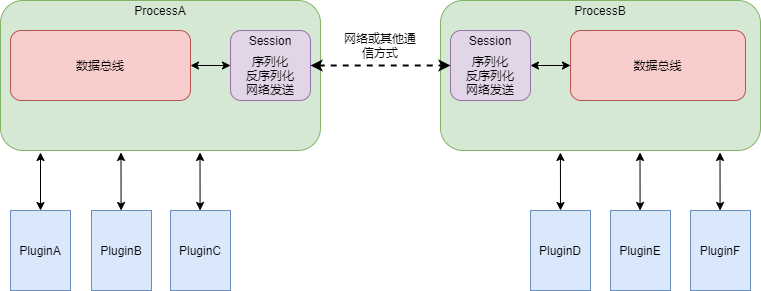 ProcessA
ProcessB
数据总线
Session
序列化
反序列化
网络发送
网络或其他通
信方式
Session
序列化
反序列化
网络发送
数据总线
PluginA
PluginB
PluginC
PluginD
PluginE
PluginF